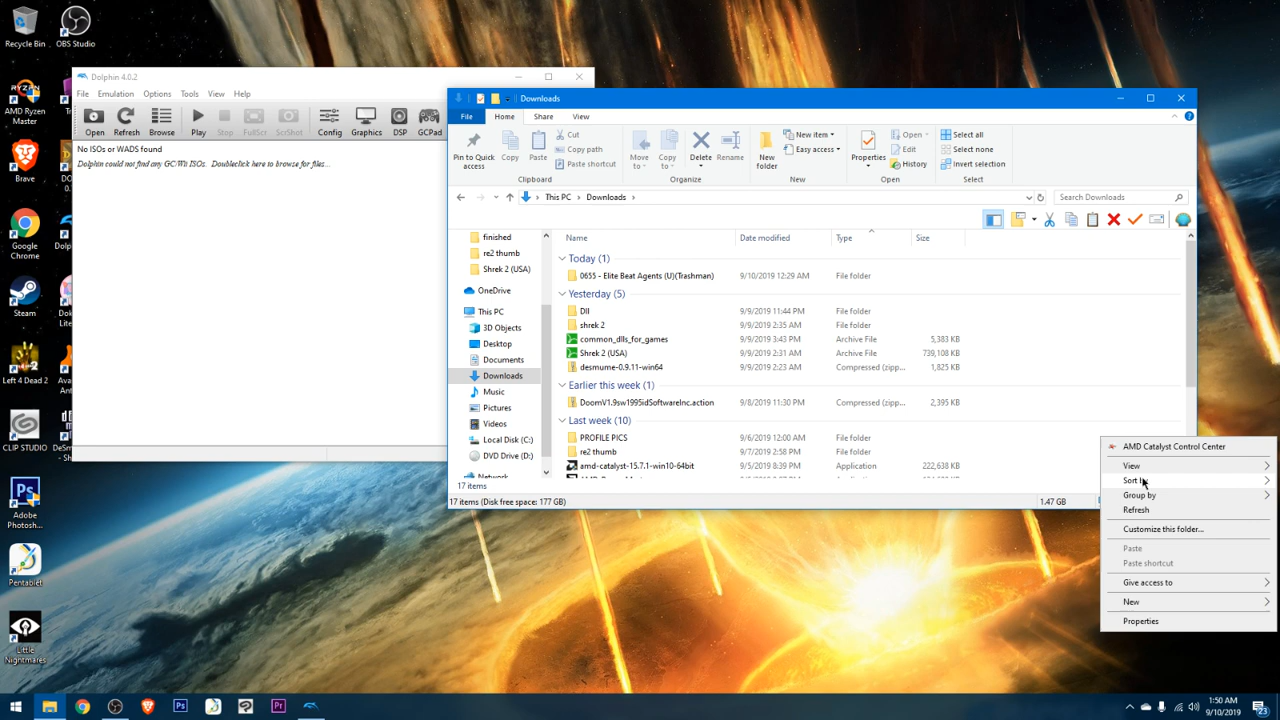 Recycle Bin
OBS Studio
AMD Ryzen
Master
Brave
Google
Chrome
Steam
Left 4 Dead 2
CLIP STUDIO
Adobe
Photosh...
Pentablet
Little
Nightmares
Dolphin 4.0.2
File Emulation Options Tools View Help
Open Refresh Browse Play Stop FullScr ScrShot Config Graphics DSP GCPad
No ISOs or WADS found
Dolphin could not find any GC/Wii ISOs. Doubleclick here to browse for files...
Downloads
File Home Share View
Pin to Quick
access
Copy
Paste
Cut
Copy path
Paste shortcut
Clipboard
Move
to
Copy
to
Delete
Rename
Organize
New
folder
New item
Easy access
New
Properties
Open
Edit
History
Open
Select all
Select none
Invert selection
Select
This PC > Downloads >
Search Downloads
finished
re2 thumb
Shrek 2 (USA)
OneDrive
This PC
3D Objects
Desktop
Documents
Downloads
Music
Pictures
Videos
Local Disk (C:)
DVD Drive (D:)
Network
Name Date modified Type Size
Today (1)
0655 - Elite Beat Agents (U)(Trashman) 9/10/2019 12:29 AM File folder
Yesterday (5)
Dll 9/9/2019 11:44 PM File folder
shrek 2 9/9/2019 2:35 AM File folder
common_dlls_for_games 9/9/2019 3:43 PM Archive File 5,383 KB
Shrek 2 (USA) 9/9/2019 2:31 AM Archive File 739,108 KB
desmume-0.9.11-win64 9/9/2019 2:23 AM Compressed (zipp... 1,825 KB
Earlier this week (1)
DoomV1.9sw1995idSoftwareInc.action 9/8/2019 11:30 PM Compressed (zipp... 2,395 KB
Last week (10)
PROFILE PICS 9/6/2019 12:00 AM File folder
re2 thumb 9/7/2019 2:58 PM File folder
amd-catalyst-15.7.1-win10-64bit 9/5/2019 8:39 PM Application 222,638 KB
17 items
17 items (Disk free space: 177 GB) 1.47 GB
AMD Catalyst Control Center
View
Sort
Group by
Refresh
Customize this folder...
Paste
Paste shortcut
Give access to
New
Properties
1:50 AM
9/10/2019
23